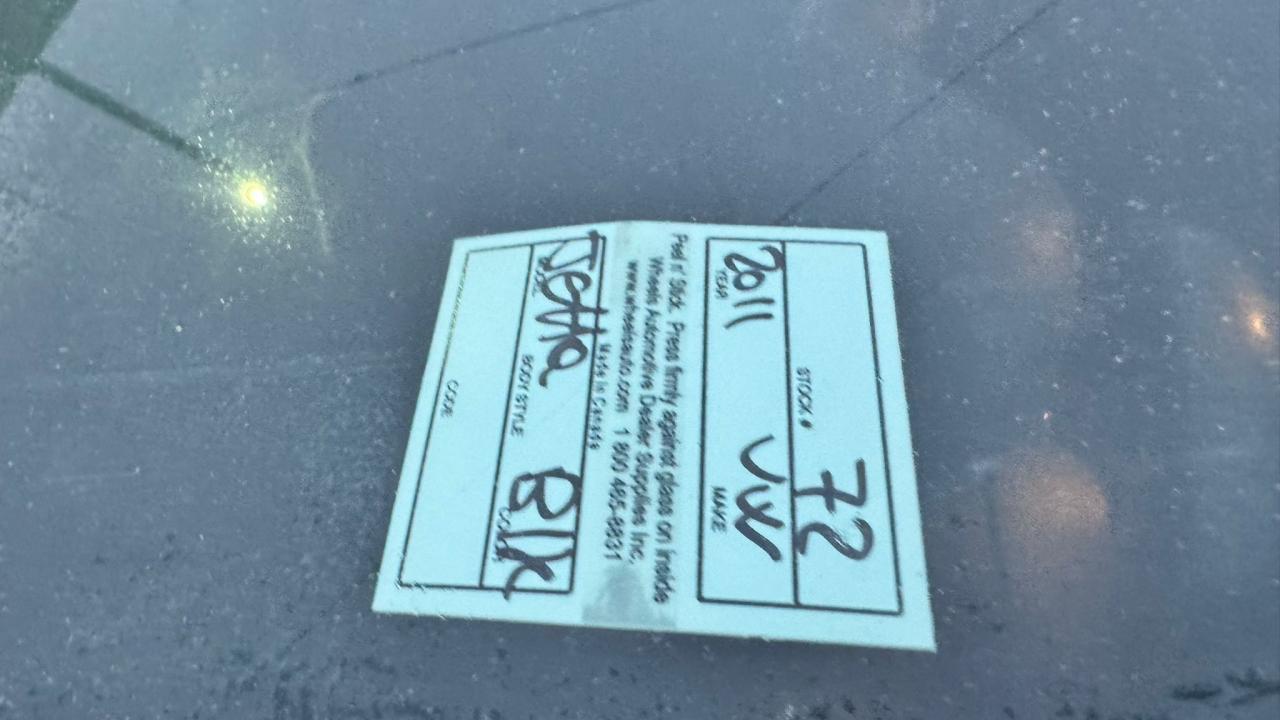 72
STOCK #
2011 VW
YEAR MAKE
Peel n' Stick. Press firmly against glass on inside
Wheels Automotive Dealer Supplies Inc.
www.wheelsauto.com 1 800 465-8831
Made in Canada
Jetta Blk
MODEL BODY STYLE COLOR
CODE